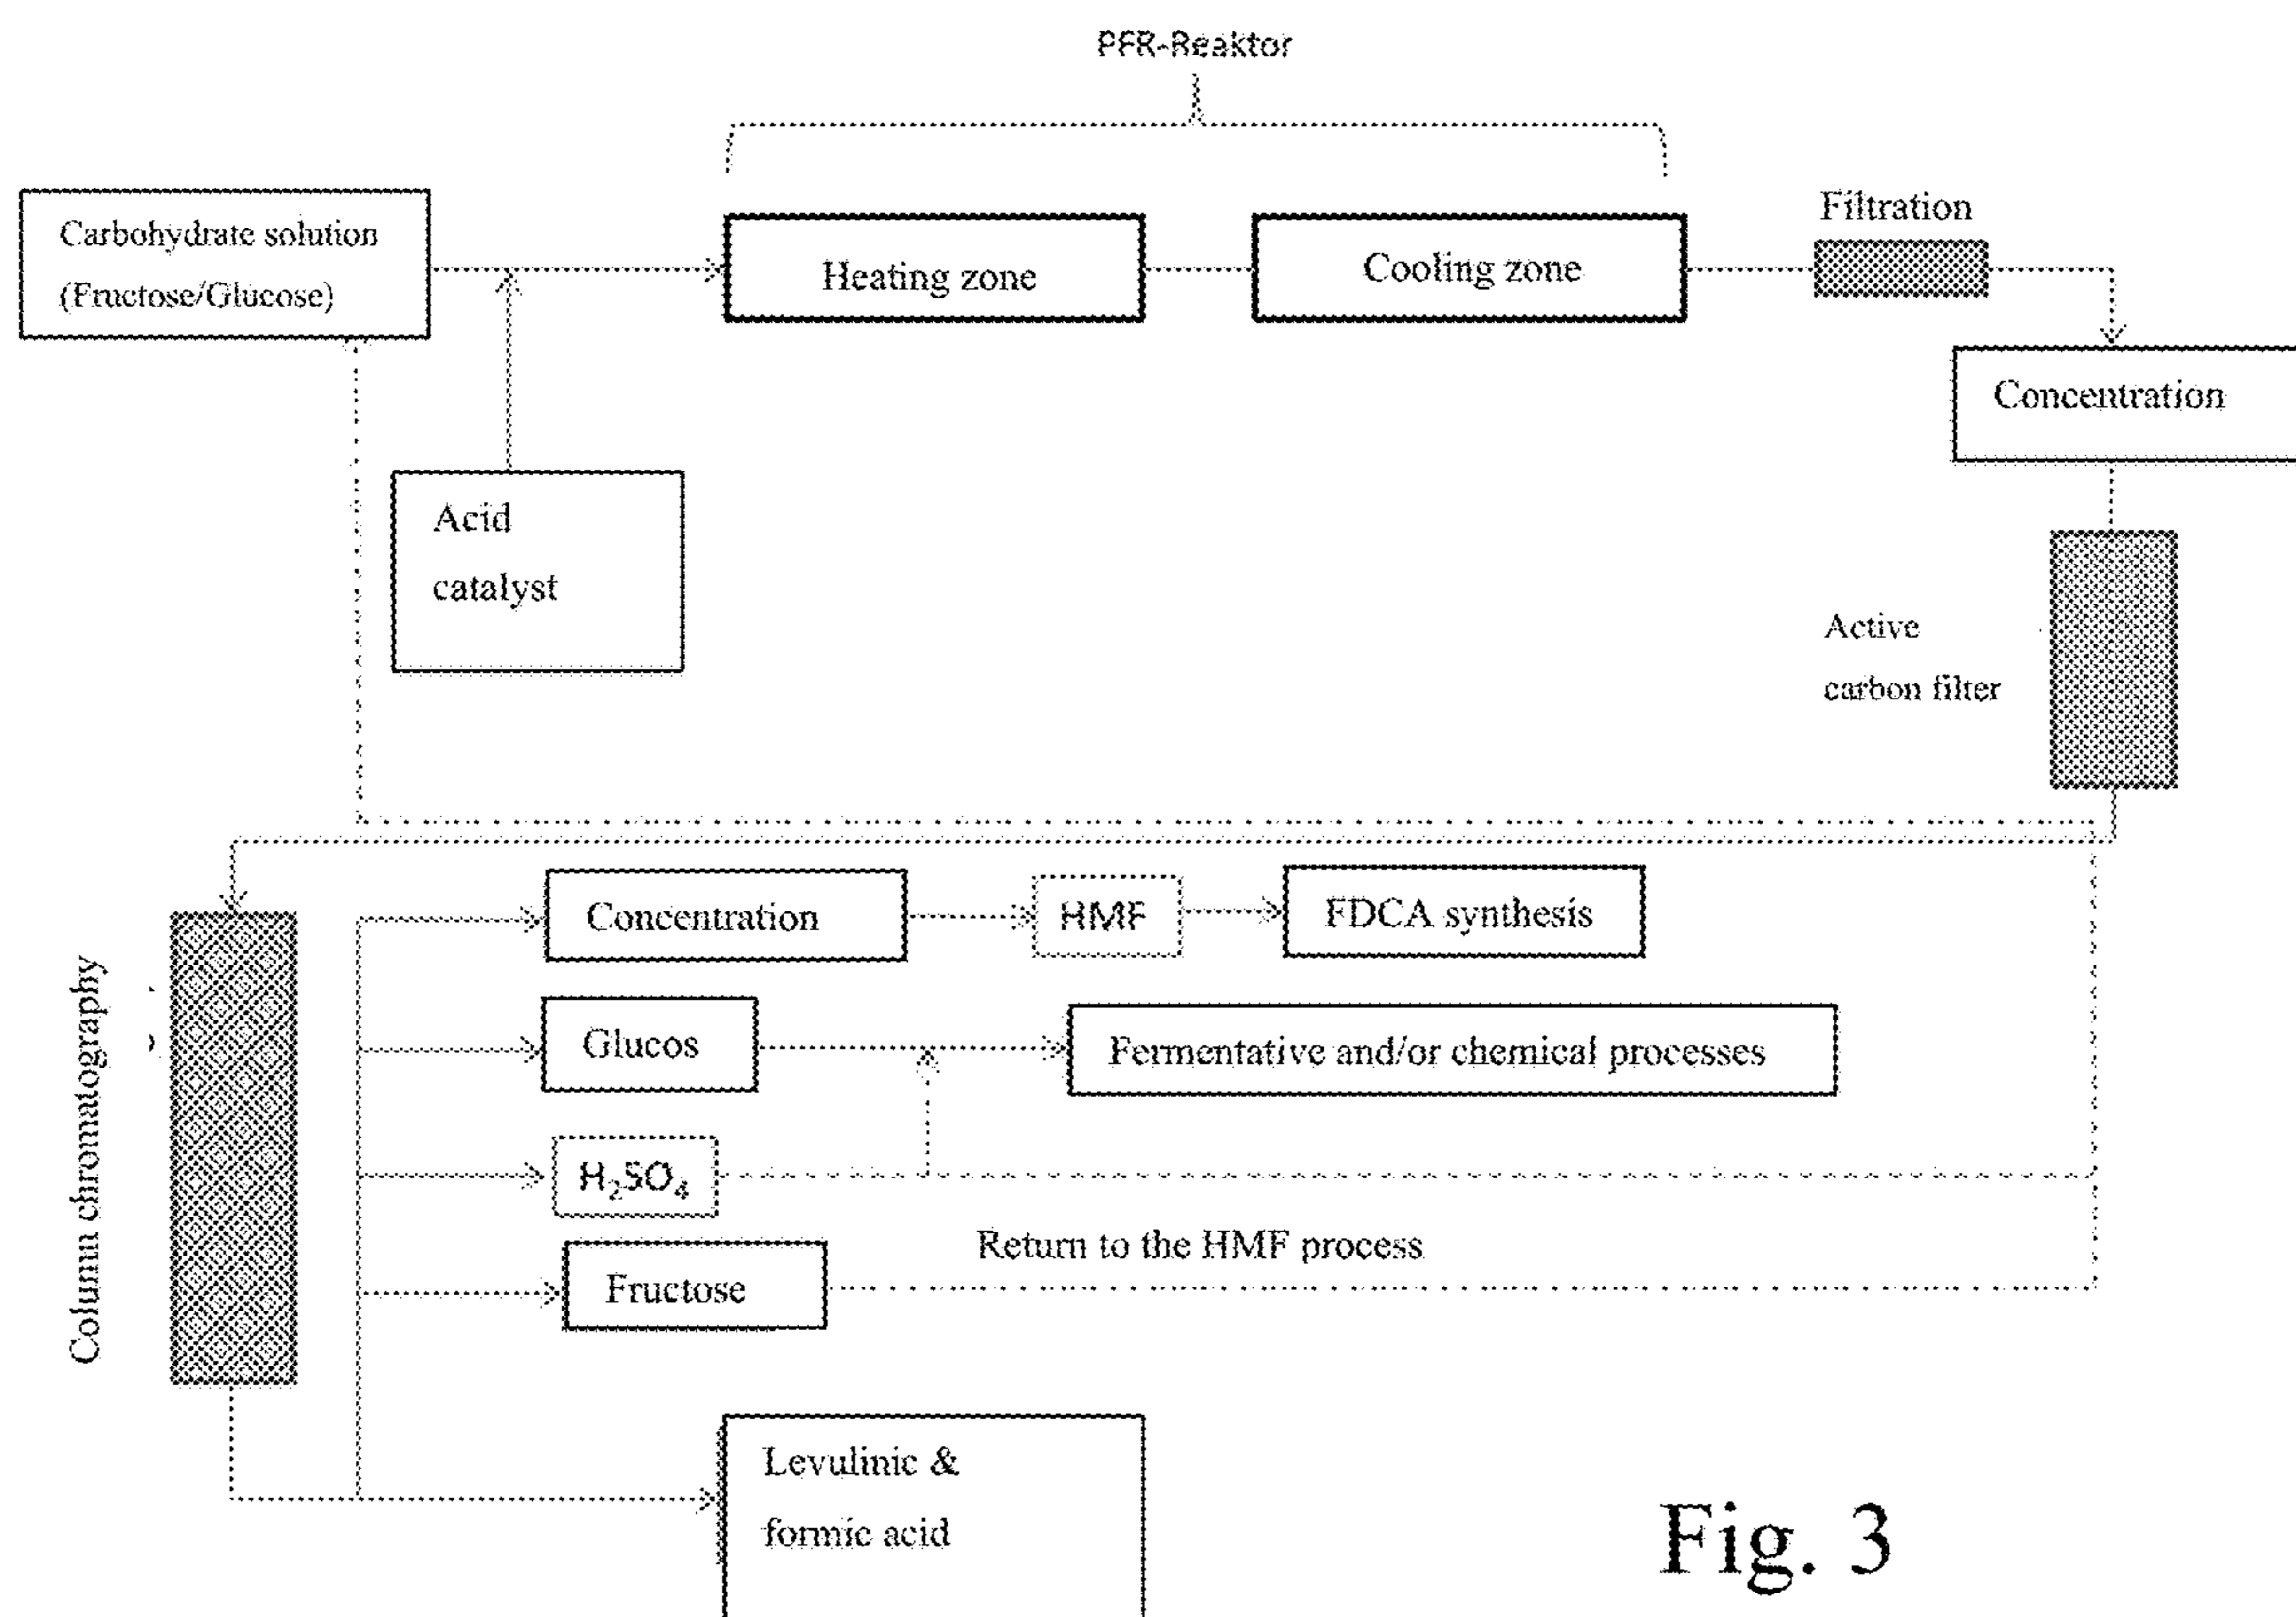 PFR-Reaktor
Carbohydrate solution
(Fructose/Glucose)
Heating zone
Cooling zone
Filtration
Concentration
Acid
catalyst
Active
carbon filter
Column chromatography
Concentration
HMF
FDCA synthesis
Glucos
Fermentative and/or chemical processes
H₂SO₄
Return to the HMF process
Fructose
Levulinic &
formic acid
Fig. 3